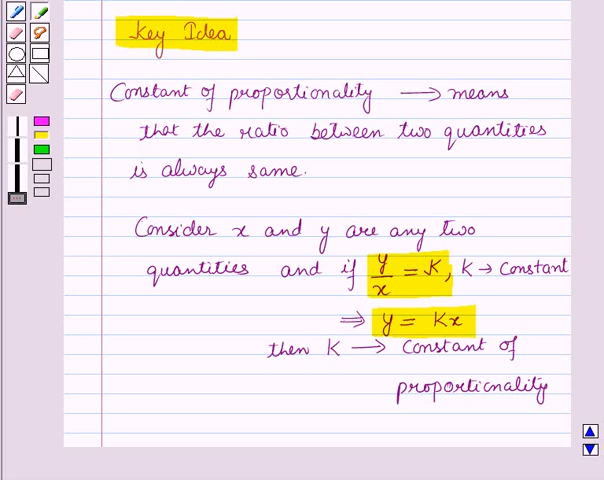 Key Idea
Constant of proportionality → means
that the ratio between two quantities
is always same.
Consider x and y are any two
quantities and if y/x = K, K → Constant
⇒ y = Kx
then K → Constant of
proportionality